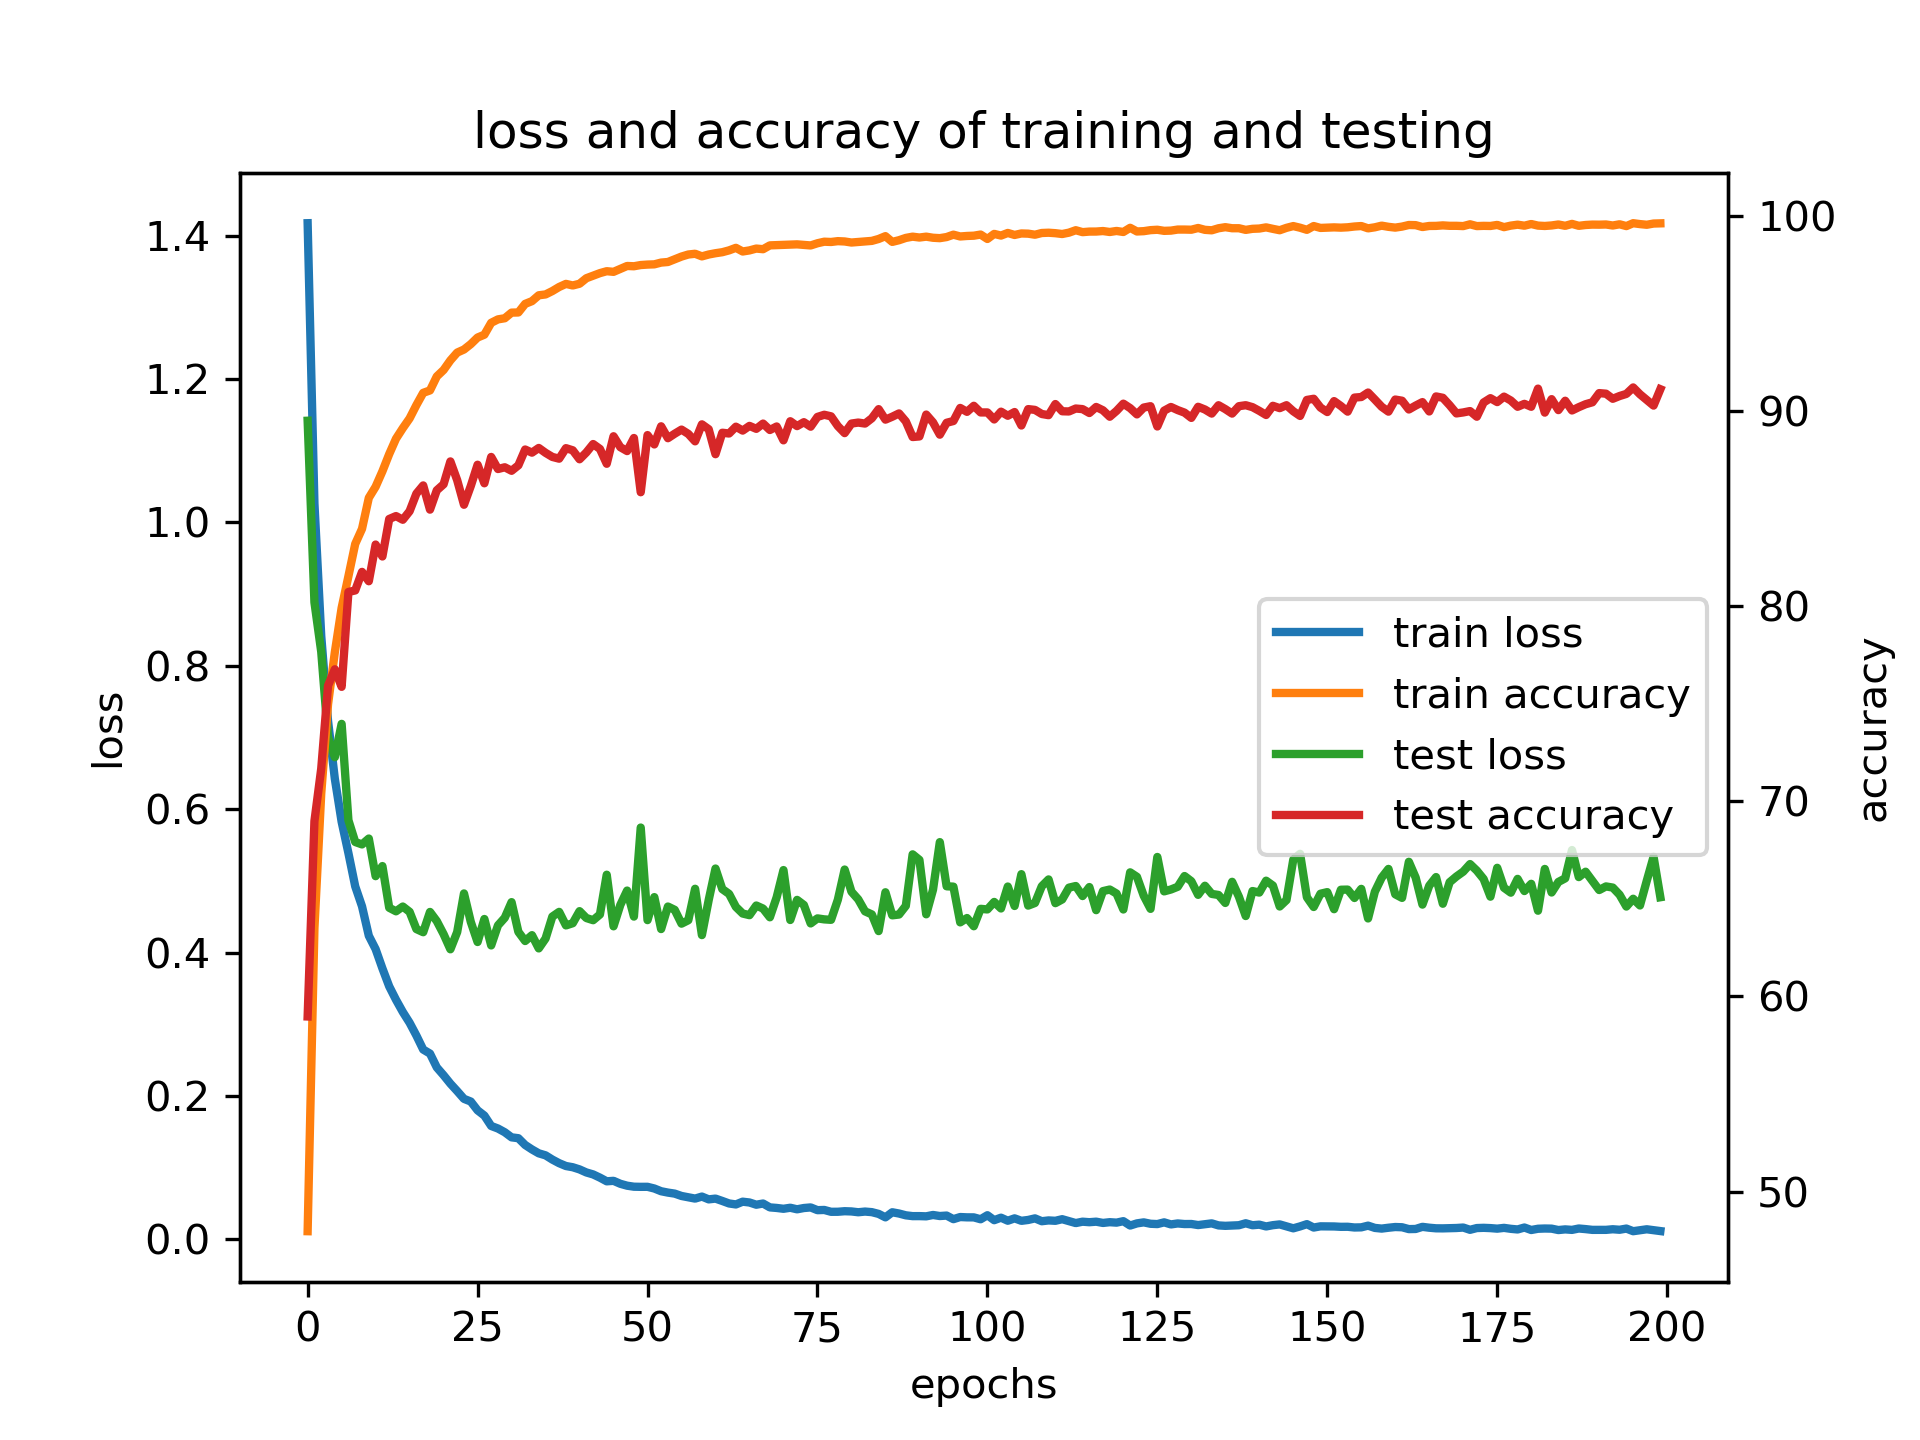 loss and accuracy of training and testing
1.4
1.2
1.0
0.8
0.6
0.4
0.2
0.0
loss
100
90
80
70
60
50
accuracy
train loss
train accuracy
test loss
test accuracy
0 25 50 75 100 125 150 175 200
epochs